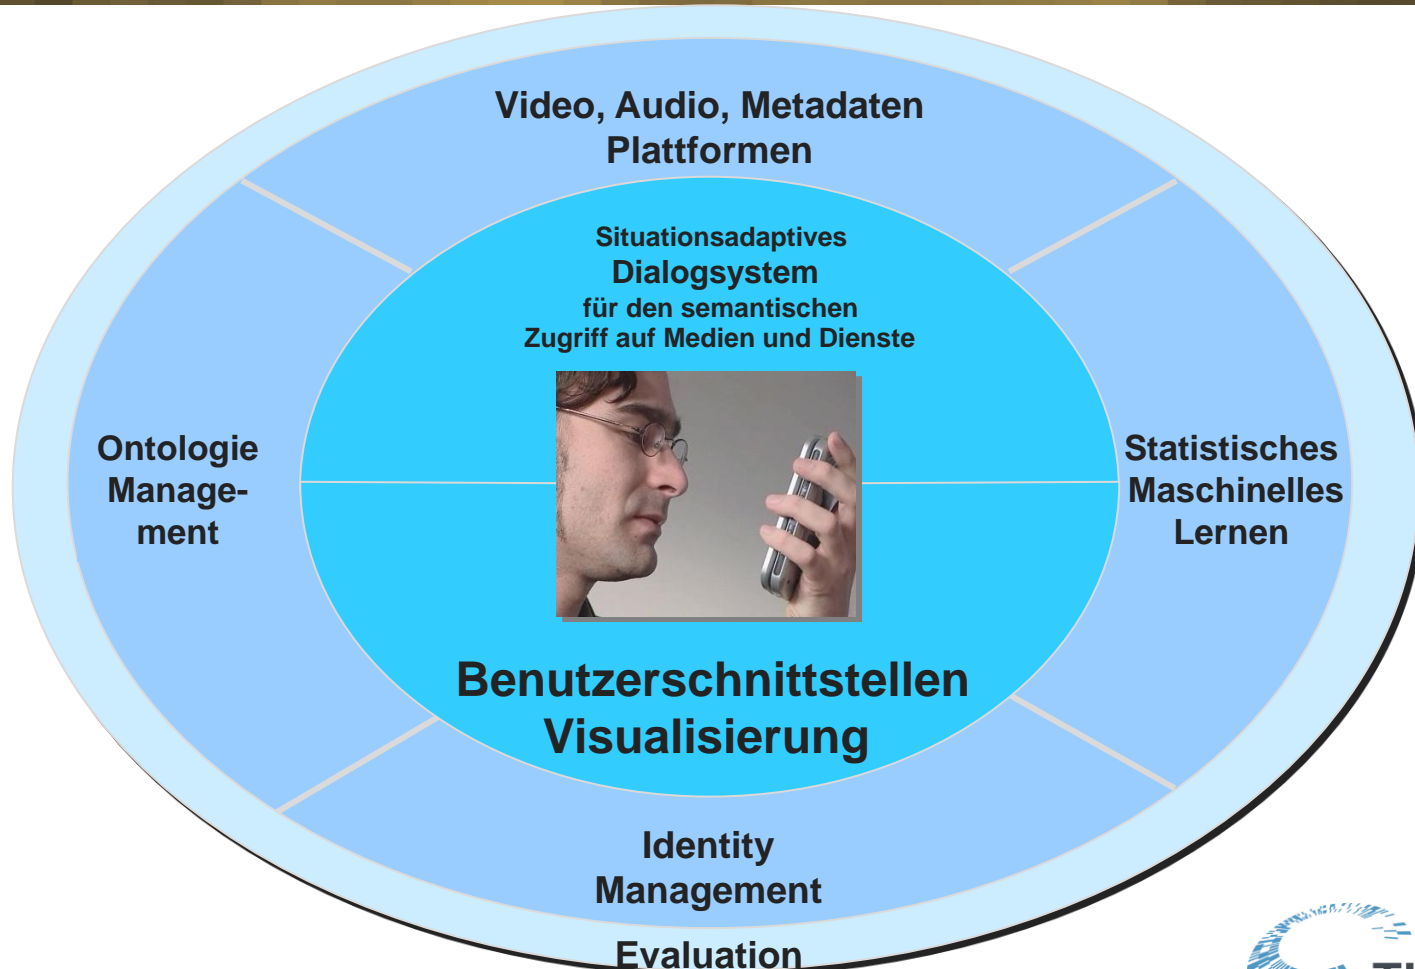 Video, Audio, Metadaten
Plattformen
Situationsadaptives
Dialogsystem
für den semantischen
Zugriff auf Medien und Dienste
Ontologie
Manage-
ment
Statistisches
Maschinelles
Lernen
Benutzerschnittstellen
Visualisierung
Identity
Management
Evaluation